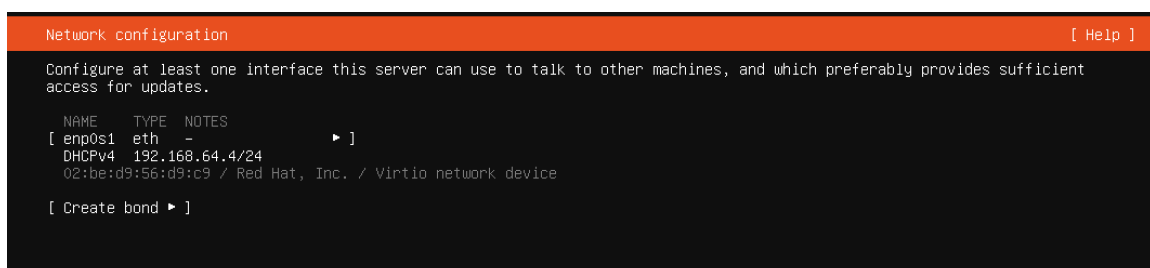 Network configuration [ Help ]
Configure at least one interface this server can use to talk to other machines, and which preferably provides sufficient
access for updates.
NAME TYPE NOTES
[ enp0s1 eth - ▸ ]
DHCPv4 192.168.64.4/24
02:be:d9:56:d9:c9 / Red Hat, Inc. / Virtio network device
[ Create bond ▸ ]